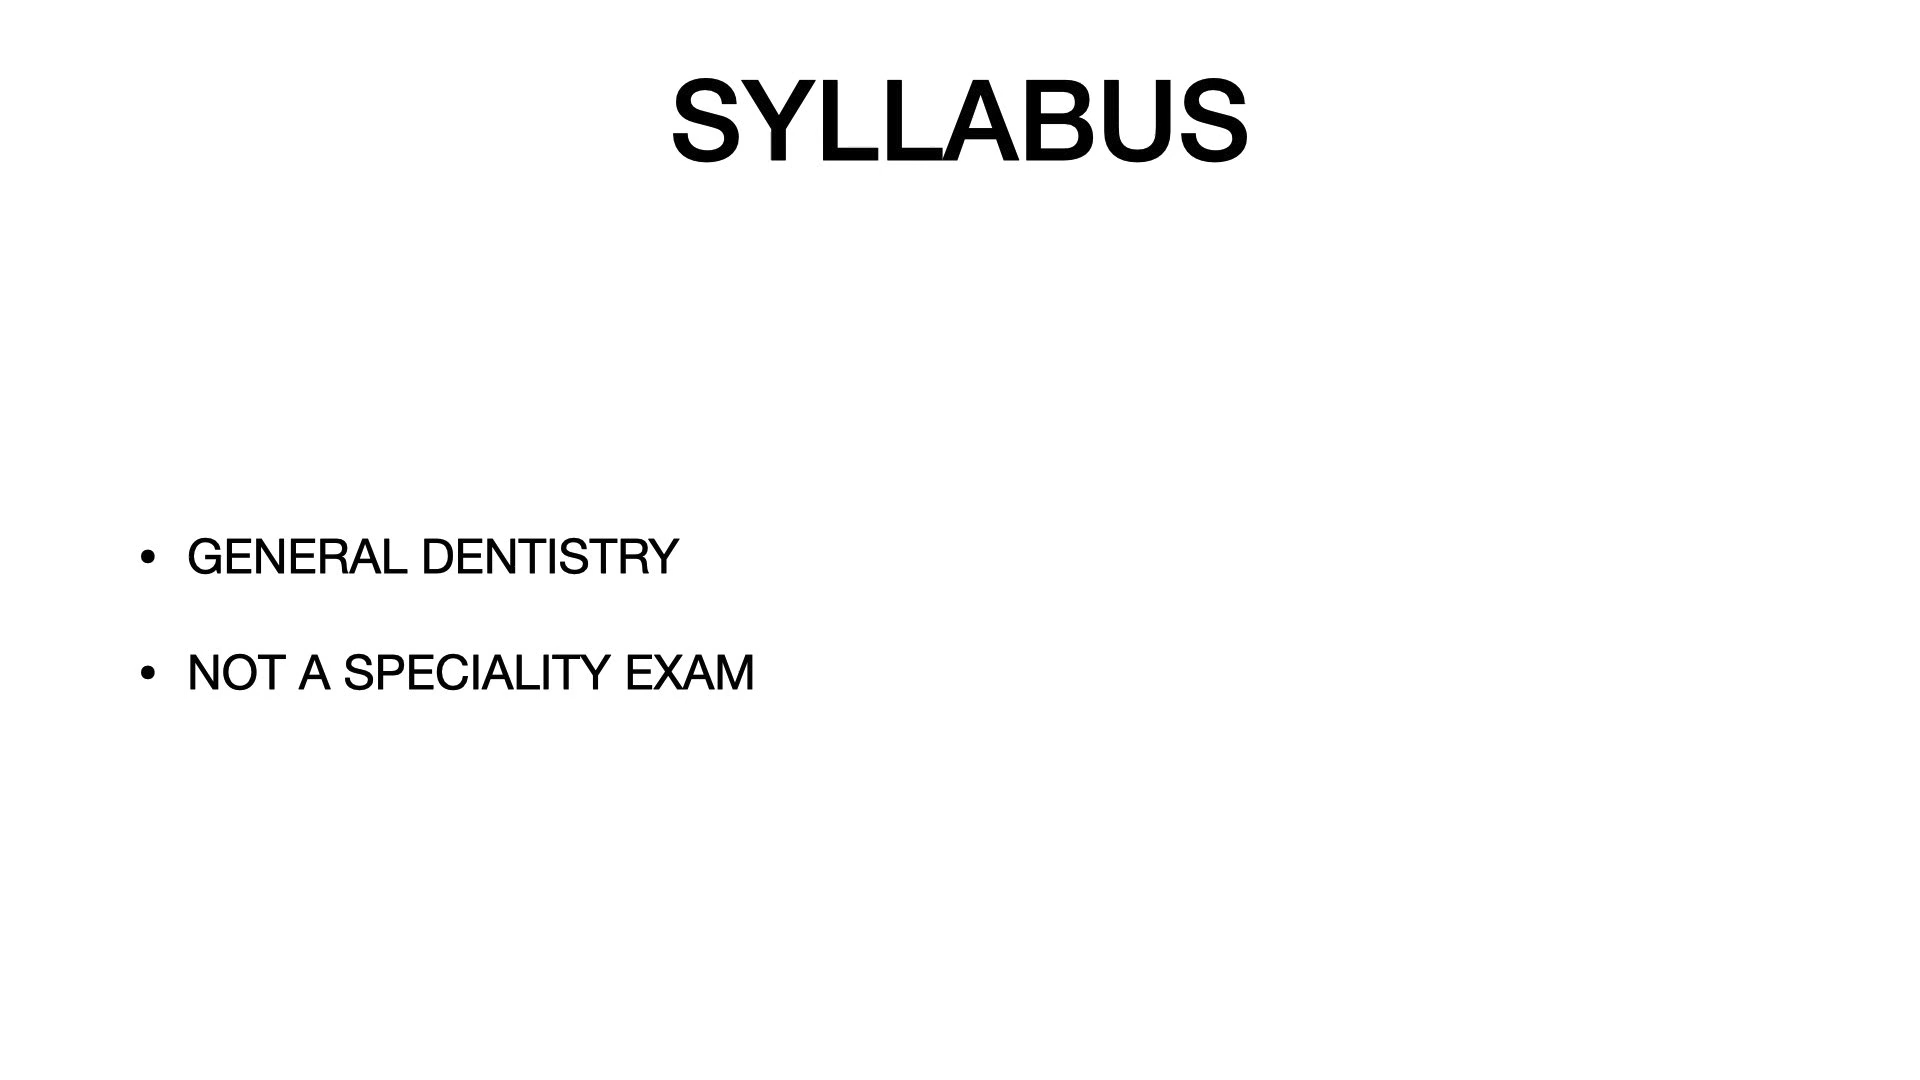 SYLLABUS
• GENERAL DENTISTRY
• NOT A SPECIALITY EXAM